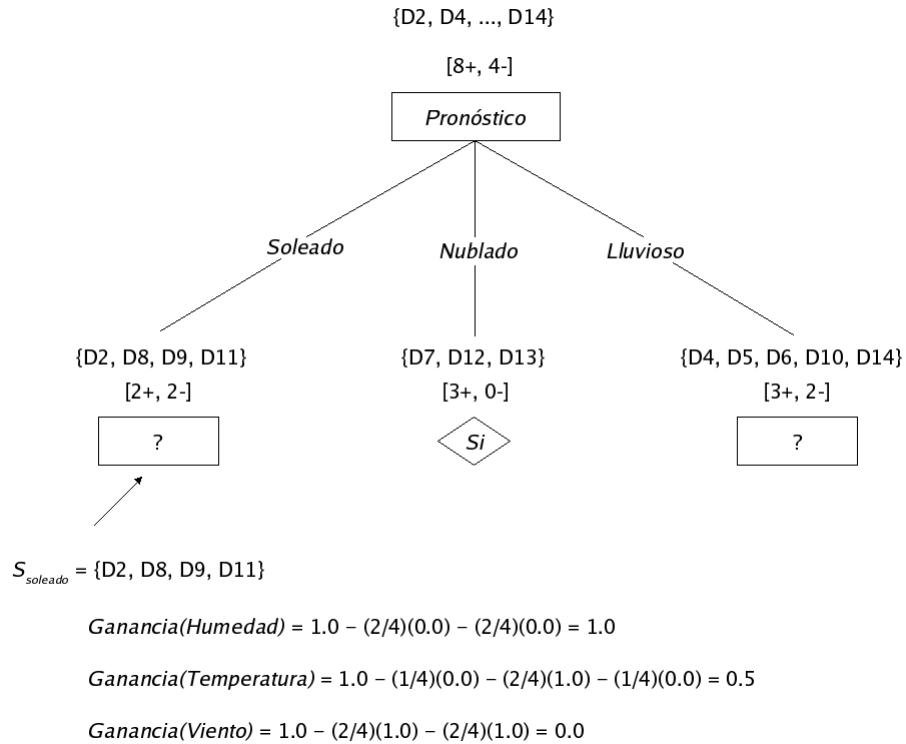 {D2, D4, ..., D14}
[8+, 4-]
Pronóstico
Soleado Nublado Lluvioso
{D2, D8, D9, D11} {D7, D12, D13} {D4, D5, D6, D10, D14}
[2+, 2-] [3+, 0-] [3+, 2-]
? Si ?
S_soleado = {D2, D8, D9, D11}
Ganancia(Humedad) = 1.0 – (2/4)(0.0) – (2/4)(0.0) = 1.0
Ganancia(Temperatura) = 1.0 – (1/4)(0.0) – (2/4)(1.0) – (1/4)(0.0) = 0.5
Ganancia(Viento) = 1.0 – (2/4)(1.0) – (2/4)(1.0) = 0.0